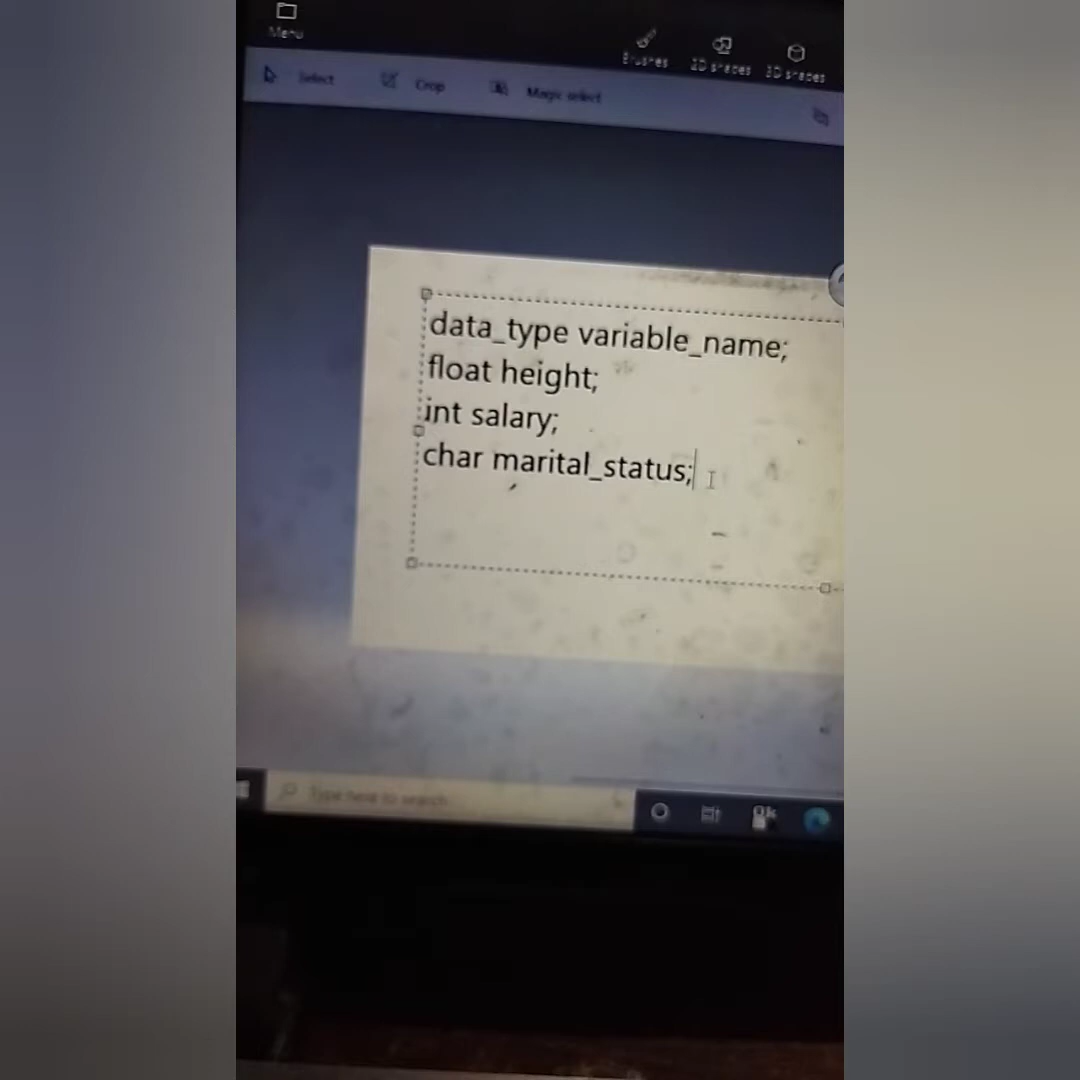 Menu
Brushes
2D shapes
3D shapes
Select
Crop
Magic select
data_type variable_name;
float height;
int salary;
char marital_status;
Type here to search